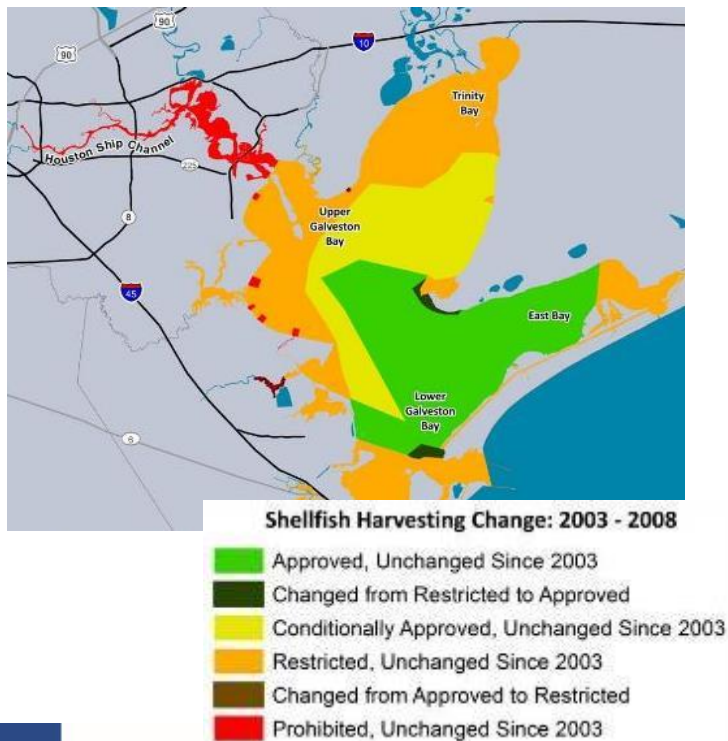 90
90
10
Trinity
Bay
Houston Ship Channel
225
Upper
Galveston
Bay
8
45
East Bay
Lower
Galveston
Bay
6
Shellfish Harvesting Change: 2003 - 2008
Approved, Unchanged Since 2003
Changed from Restricted to Approved
Conditionally Approved, Unchanged Since 2003
Restricted, Unchanged Since 2003
Changed from Approved to Restricted
Prohibited, Unchanged Since 2003